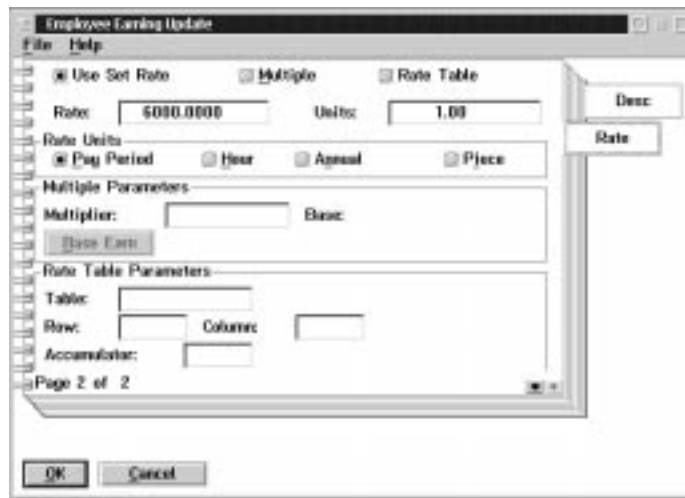 Employee Earning Update
File Help
Use Set Rate Multiple Rate Table
Rate: 6000.0000 Units: 1.00
Desc
Rate
Rate Units
Pay Period Hour Annual Piece
Multiple Parameters
Multiplier: Base:
Base Earn
Rate Table Parameters
Table:
Row: Column:
Accumulator:
Page 2 of 2
OK Cancel